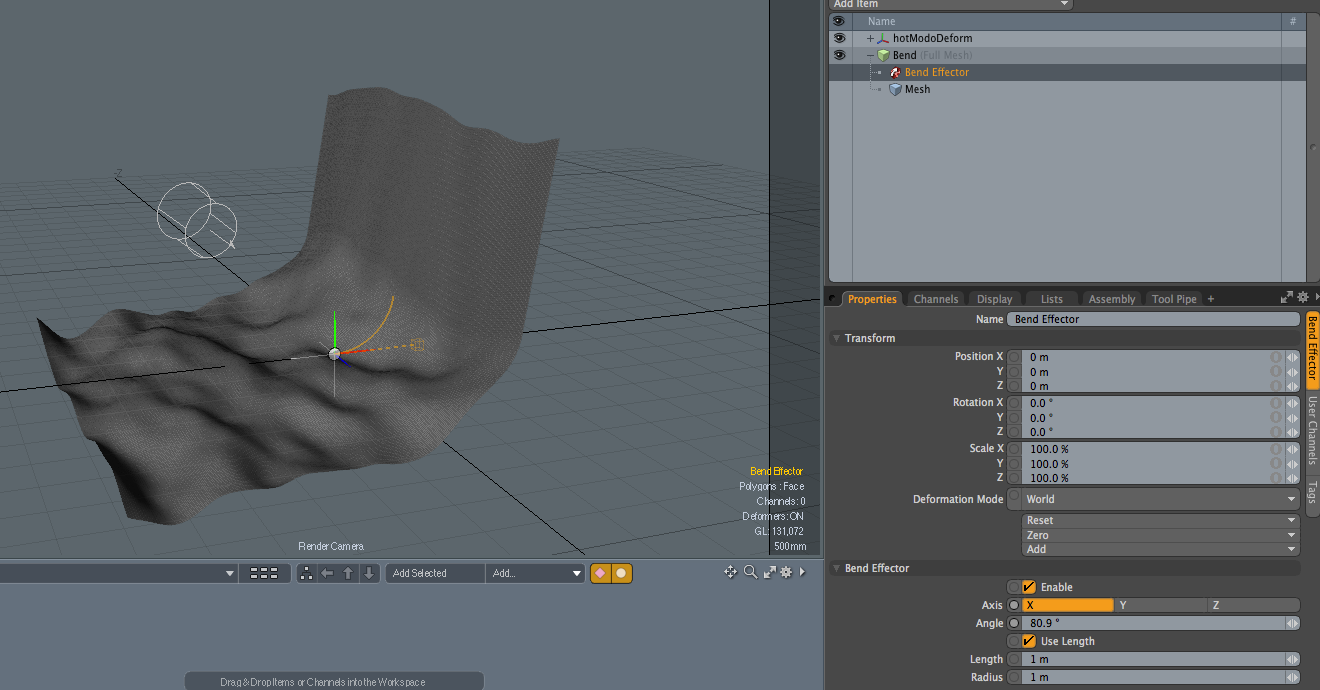 Add Item
Name #
hotModoDeform
Bend (Full Mesh)
Bend Effector
Mesh
-Z
Bend Effector
Polygons : Face
Channels: 0
Deformers: ON
GL: 131,072
500 mm
Render Camera
Add Selected
Add...
Drag & Drop Items or Channels into the Workspace
Properties Channels Display Lists Assembly Tool Pipe +
Name Bend Effector
Transform
Position X 0 m
Y 0 m
Z 0 m
Rotation X 0.0 °
Y 0.0 °
Z 0.0 °
Scale X 100.0 %
Y 100.0 %
Z 100.0 %
Deformation Mode World
Reset
Zero
Add
Bend Effector
Enable
Axis X Y Z
Angle 80.9 °
Use Length
Length 1 m
Radius 1 m
Bend Effector
User Channels
Tags